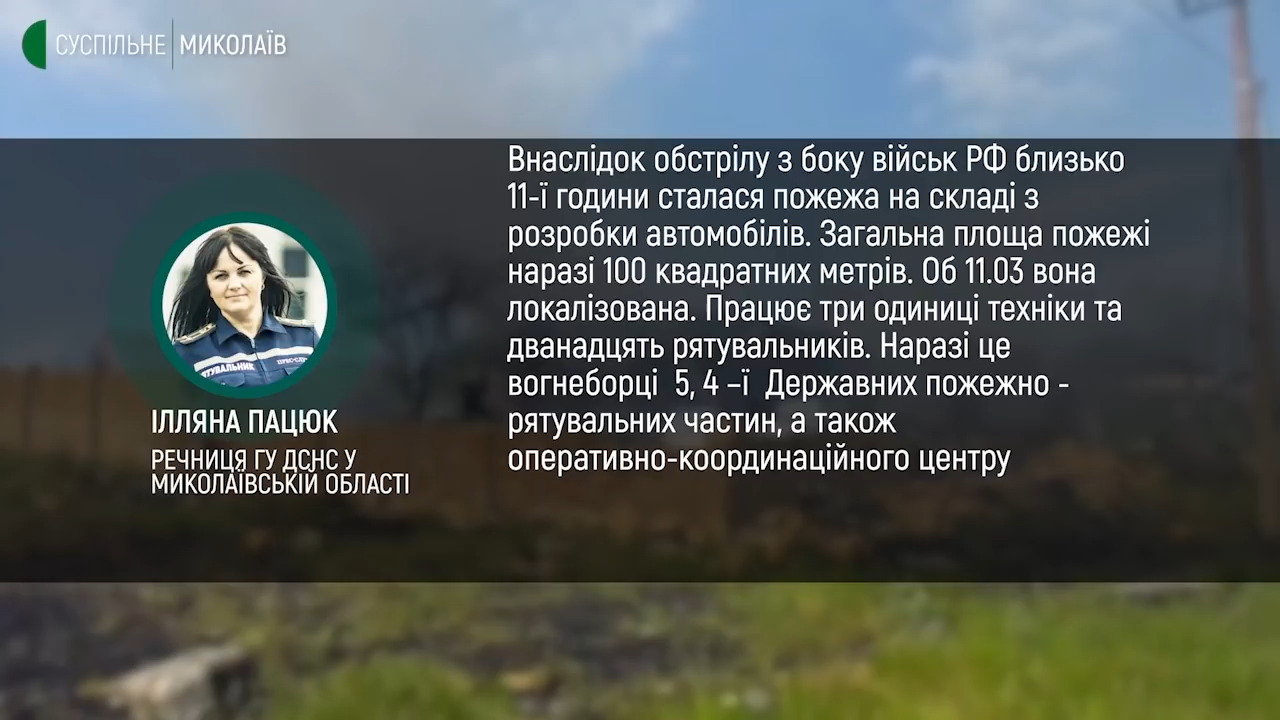 СУСПІЛЬНЕ МИКОЛАЇВ
Внаслідок обстрілу з боку військ РФ близько
11-ї години сталася пожежа на складі з
розробки автомобілів. Загальна площа пожежі
наразі 100 квадратних метрів. Об 11.03 вона
локалізована. Працює три одиниці техніки та
дванадцять рятувальників. Наразі це
вогнеборці 5, 4 –ї Державних пожежно -
рятувальних частин, а також
оперативно-координаційного центру
ІЛЛЯНА ПАЦЮК
РЕЧНИЦЯ ГУ ДСНС У
МИКОЛАЇВСЬКІЙ ОБЛАСТІ